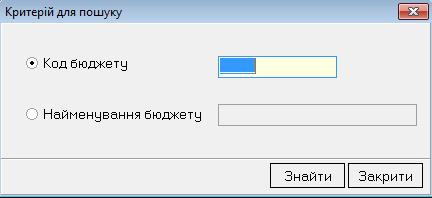 Критерій для пошуку
Код бюджету
Найменування бюджету
Знайти Закрити